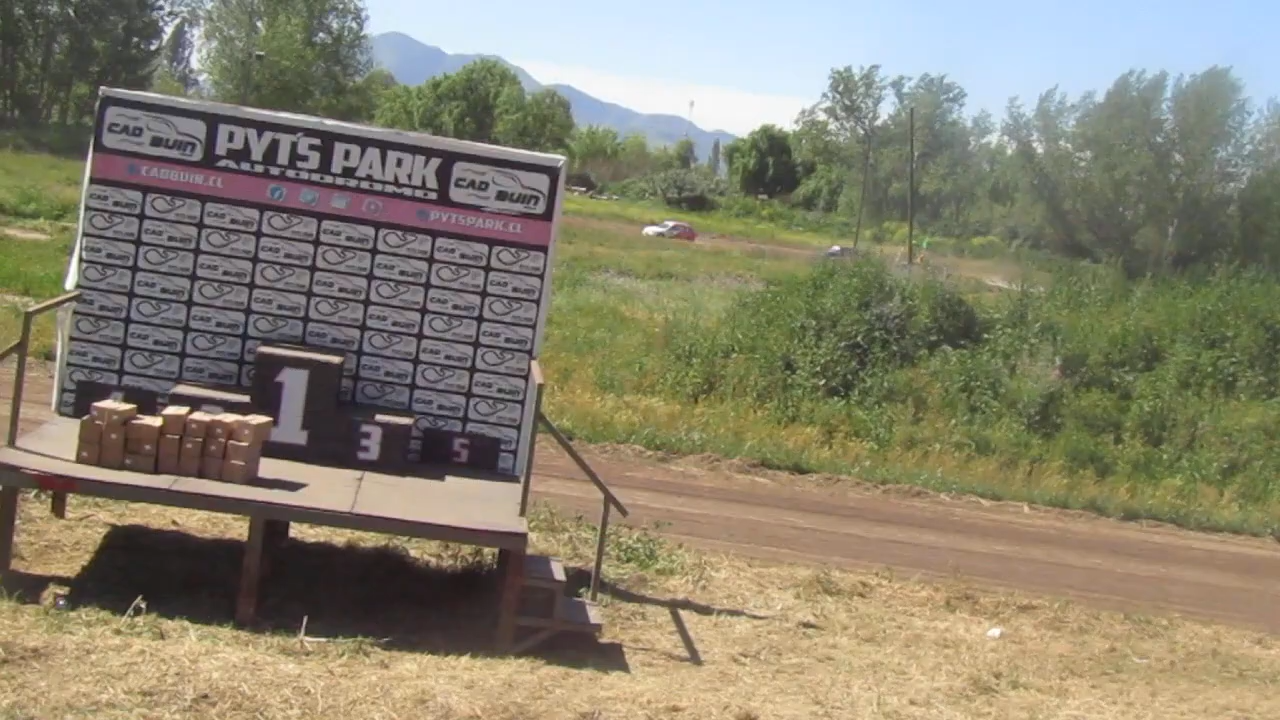 CAD BUIN
PYT'S PARK
AUTODROMO
CAD BUIN
CADBUIN.CL
PYTSPARK.CL
1
3
5